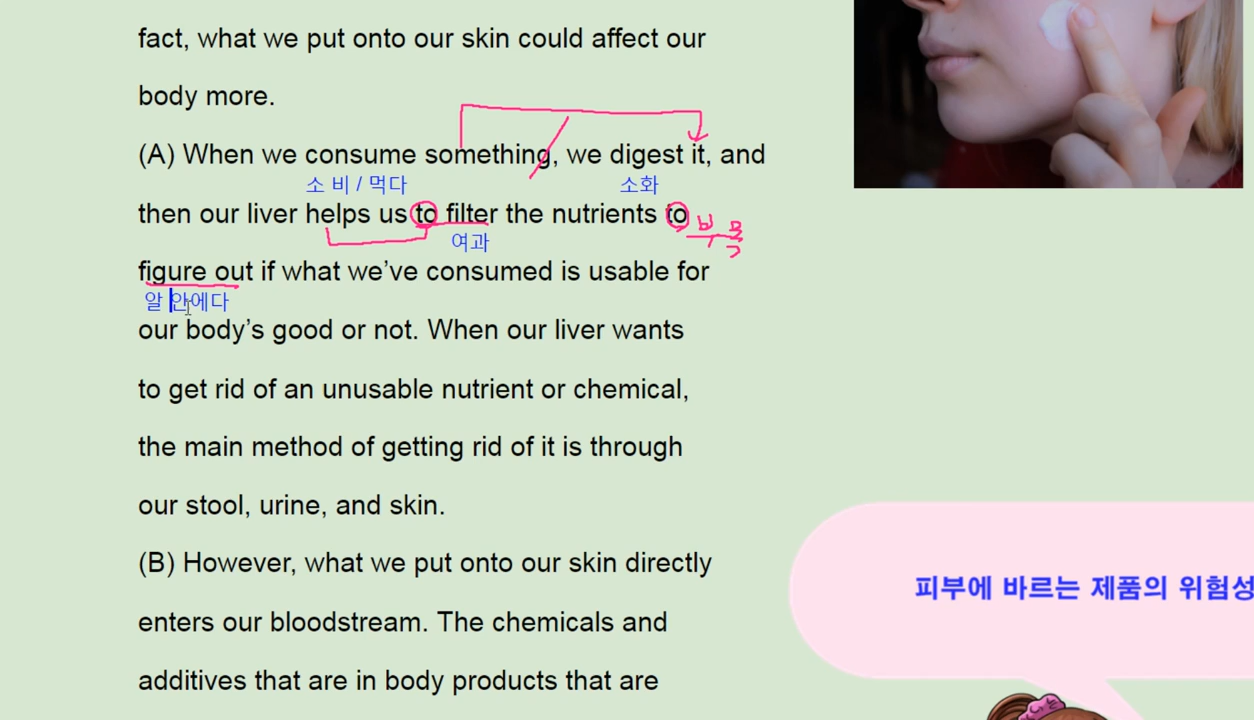 fact, what we put onto our skin could affect our
body more.
(A) When we consume something, we digest it, and
소 비 / 먹다
소화
then our liver helps us to filter the nutrients to
부 목
여과
figure out if what we've consumed is usable for
알 안에다
our body's good or not. When our liver wants
to get rid of an unusable nutrient or chemical,
the main method of getting rid of it is through
our stool, urine, and skin.
(B) However, what we put onto our skin directly
피부에 바르는 제품의 위험성
enters our bloodstream. The chemicals and
additives that are in body products that are